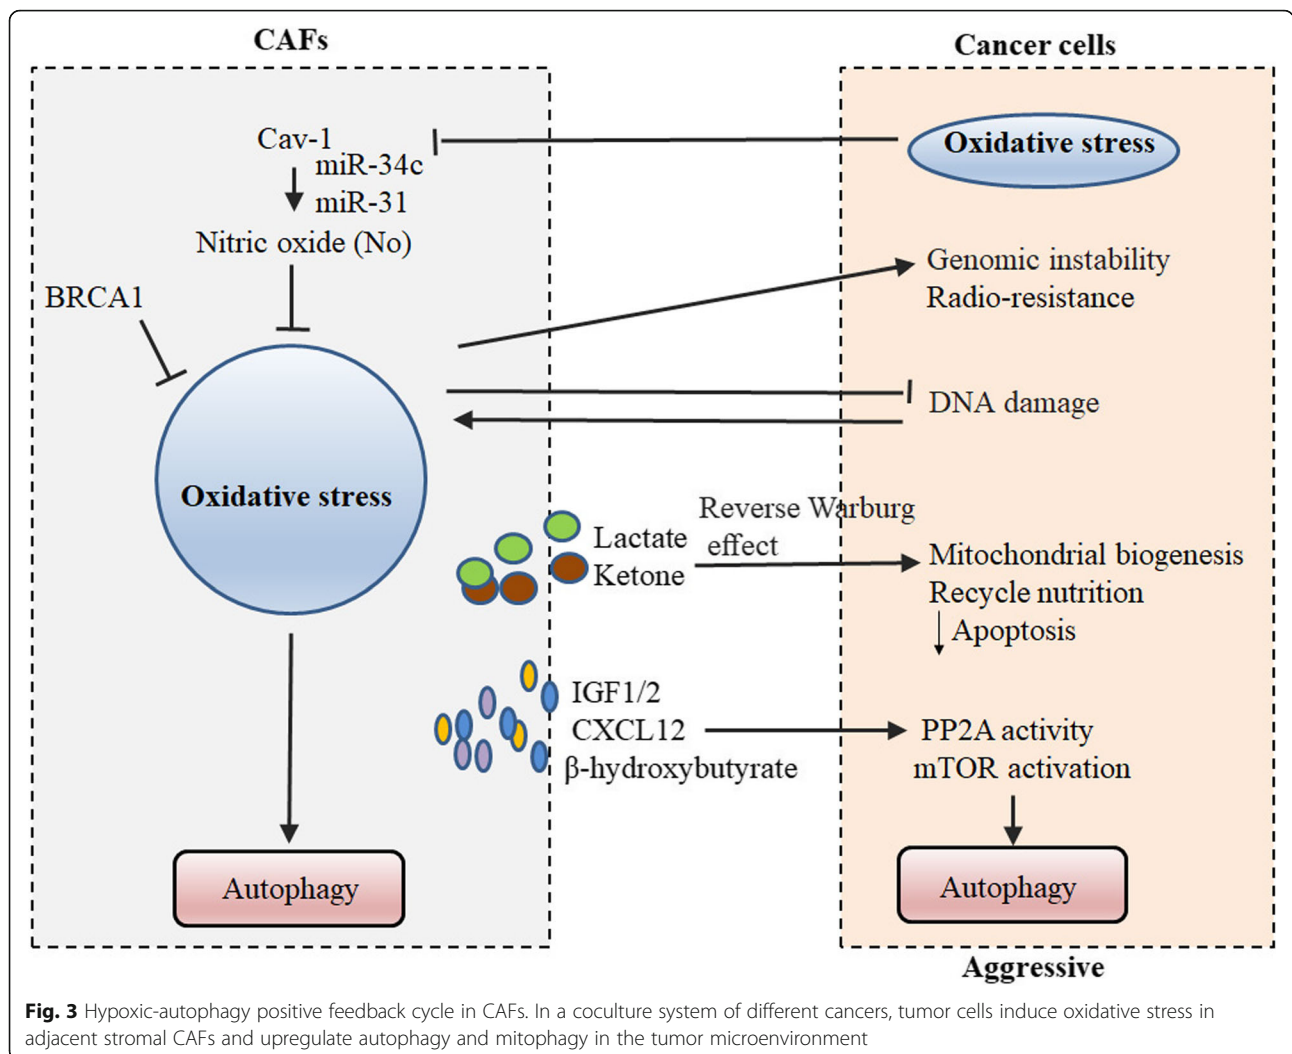 CAFs
Cancer cells
Cav-1
miR-34c
miR-31
Nitric oxide (No)
BRCA1
Oxidative stress
Autophagy
Oxidative stress
Genomic instability
Radio-resistance
DNA damage
Lactate
Ketone
Reverse Warburg
effect
Mitochondrial biogenesis
Recycle nutrition
↓ Apoptosis
IGF1/2
CXCL12
β-hydroxybutyrate
PP2A activity
mTOR activation
Autophagy
Aggressive
Fig. 3 Hypoxic-autophagy positive feedback cycle in CAFs. In a coculture system of different cancers, tumor cells induce oxidative stress in
adjacent stromal CAFs and upregulate autophagy and mitophagy in the tumor microenvironment